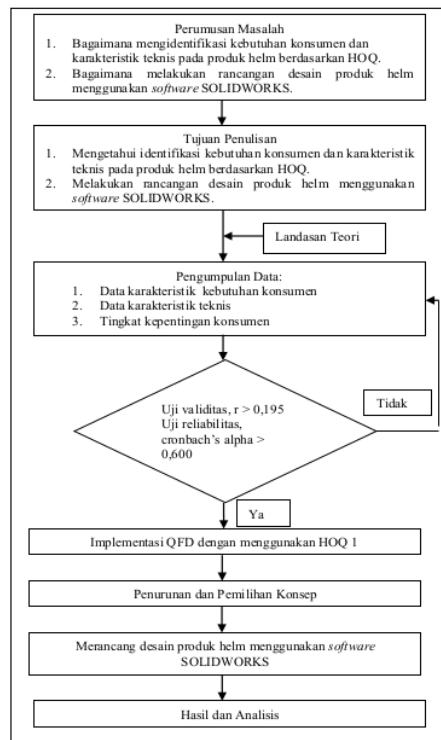 Perumusan Masalah
1. Bagaimana mengidentifikasi kebutuhan konsumen dan
karakteristik teknis pada produk helm berdasarkan HOQ.
2. Bagaimana melakukan rancangan desain produk helm
menggunakan software SOLIDWORKS.
Tujuan Penulisan
1. Mengetahui identifikasi kebutuhan konsumen dan karakteristik
teknis pada produk helm berdasarkan HOQ.
2. Melakukan rancangan desain produk helm menggunakan
software SOLIDWORKS.
Landasan Teori
Pengumpulan Data:
1. Data karakteristik kebutuhan konsumen
2. Data karakteristik teknis
3. Tingkat kepentingan konsumen
Uji validitas, r > 0,195
Uji reliabilitas,
cronbach's alpha >
0,600
Tidak
Ya
Implementasi QFD dengan menggunakan HOQ 1
Penurunan dan Pemilihan Konsep
Merancang desain produk helm menggunakan software
SOLIDWORKS
Hasil dan Analisis